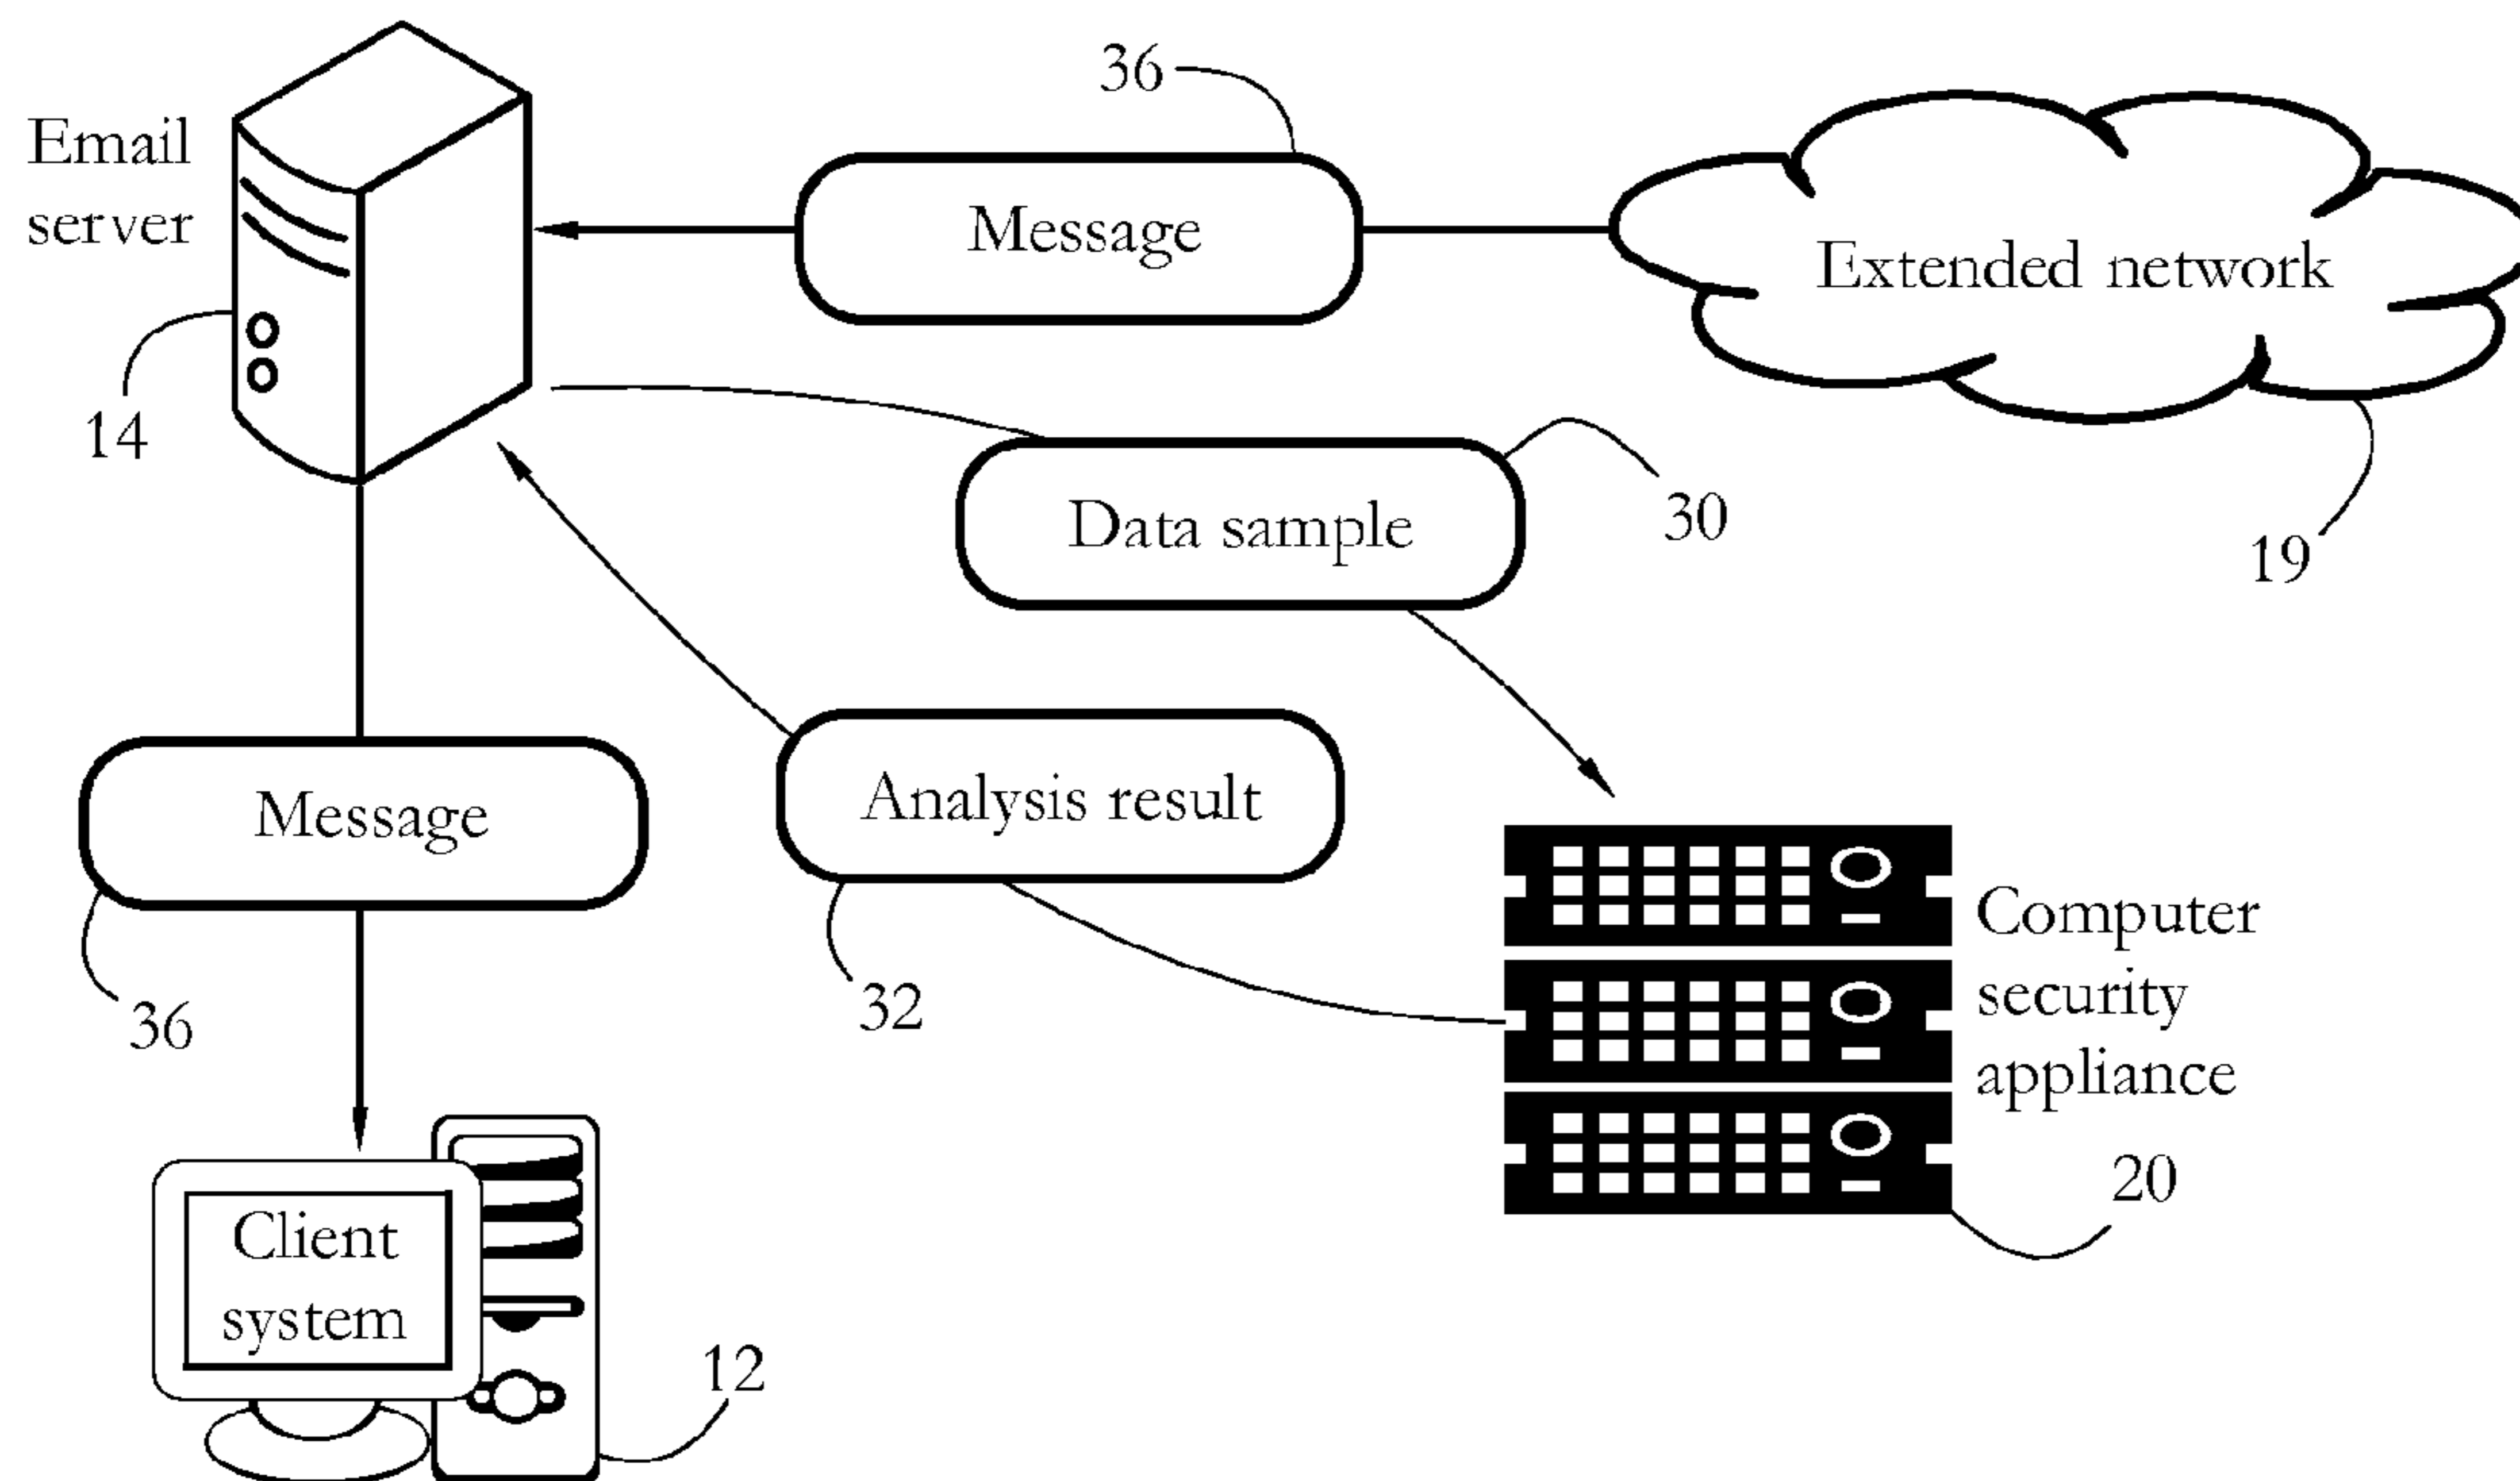 36
Email
server
Message
Extended network
14
Data sample
30
19
Message
Analysis result
Computer
security
appliance
36
32
20
Client
system
12